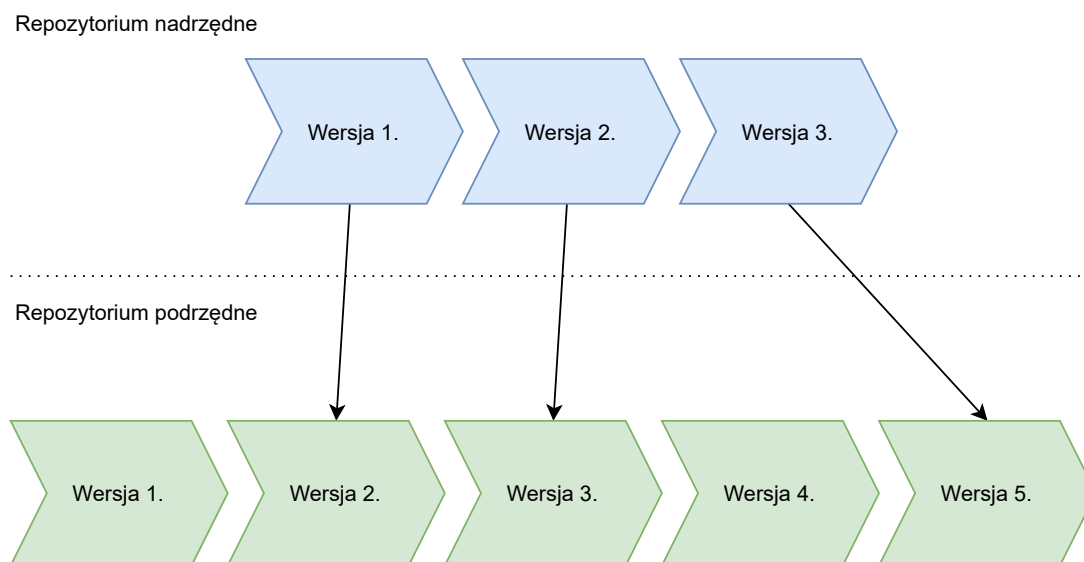 Repozytorium nadrzędne
Wersja 1.
Wersja 2.
Wersja 3.
Repozytorium podrzędne
Wersja 1.
Wersja 2.
Wersja 3.
Wersja 4.
Wersja 5.